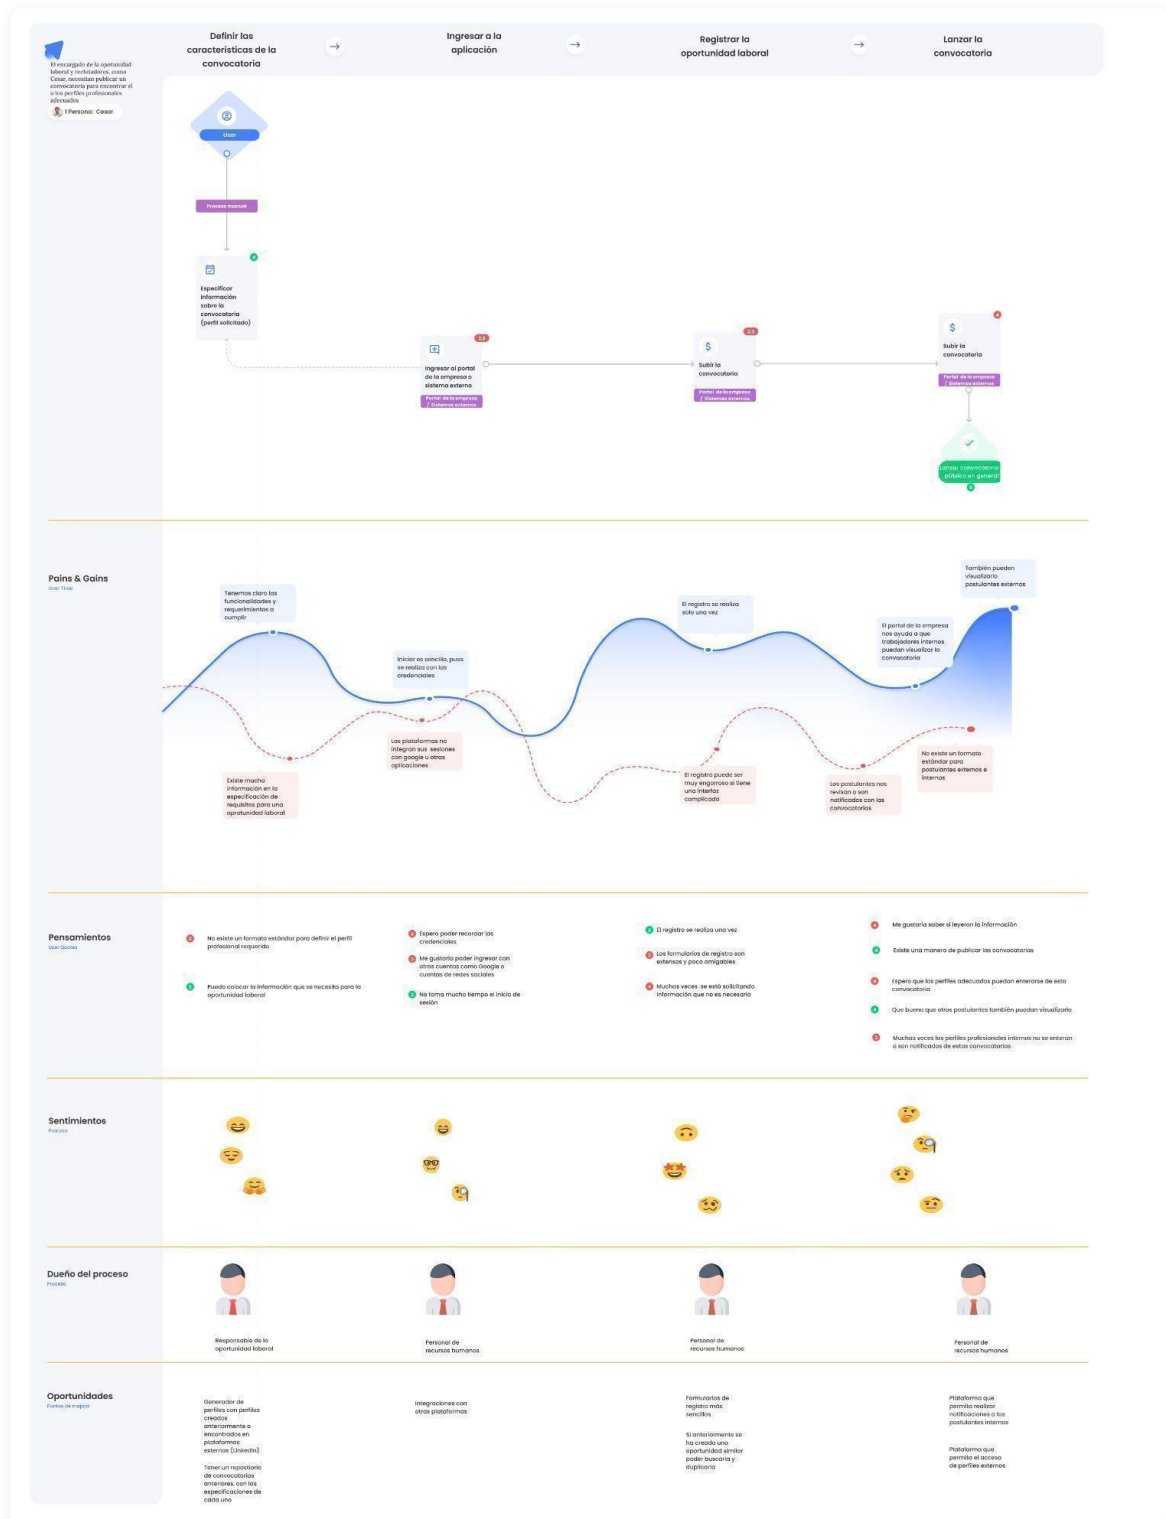 Definir las
características de la
convocatoria
Ingresar a la
aplicación
Registrar la
oportunidad laboral
Lanzar la
convocatoria
El encargado de la oportunidad
laboral y reclutadores, como
Cesar, necesitan publicar un
convocatoria para encontrar el
o los perfiles profesionales
adecuados
1 Persona: Cesar
User
Proceso manual
Especificar
información
sobre la
convocatoria
(perfil solicitado)
Ingresar al portal
de la empresa o
sistema externo
Portal de la empresa
/ Sistemas externos
Subir la
convocatoria
Portal de la empresa
/ Sistemas externos
Subir la
convocatoria
Portal de la empresa
/ Sistemas externos
Lanzar convocatoria
público en general
Pains & Gains
Over Time
Tenemos claro las
funcionalidades y
requerimientos a
cumplir
Iniciar es sencillo, pues
se realiza con las
credenciales
El registro se realiza
solo una vez
El portal de la empresa
nos ayuda a que
trabajadores internos
puedan visualizar la
convocatoria
También pueden
visualizarlo
postulantes externos
Existe mucha
información en la
especificación de
requisitos para una
oprotunidad laboral
Las plataformas no
integran sus sesiones
con google u otras
aplicaciones
El registro puede ser
muy engorroso si tiene
una interfaz
complicada
Los postulantes nos
revisan o son
notificados con las
convocatorias
No existe un formato
estándar para
postulantes externos e
internos
Pensamientos
User Quotes
No existe un formato estándar para definir el perfil
profesional requerido
Puedo colocar la información que se necesita para la
oportunidad laboral
Espero poder recordar las
credenciales
Me gustaría poder ingresar con
otras cuentas como Google o
cuentas de redes sociales
No toma mucho tiempo el inicio de
sesión
El registro se realiza una vez
Los formularios de registro son
extensos y poco amigables
Muchas veces se está solicitando
información que no es necesaria
Me gustaría saber si leyeron la información
Existe una manera de publicar las convocatorias
Espero que los perfiles adecuados puedan enterarse de esta
convocatoria
Que bueno que otros postulantes también puedan visualizarlo
Muchas veces los perfiles profesionales internos no se enteran
o son notificados de estas convocatorias
Sentimientos
Proceso
Dueño del proceso
Proceso
Responsable de la
oportunidad laboral
Personal de
recursos humanos
Personal de
recursos humanos
Personal de
recursos humanos
Oportunidades
Puntos de mejora
Generador de
perfiles con perfiles
creados
anteriormente o
encontrados en
plataformas
externas (LinkedIn)
Tener un repostiorio
de convocatorias
anteriores, con las
especificaciones de
cada uno
Integraciones con
otras plataformas
Formularios de
registro más
sencillos
Si anteriormente se
ha creado una
oportunidad similar
poder buscarla y
duplicarla
Plataforma que
permita realizar
notificaciones a los
postulantes internos
Plataforma que
permita el acceso
de perfiles externos